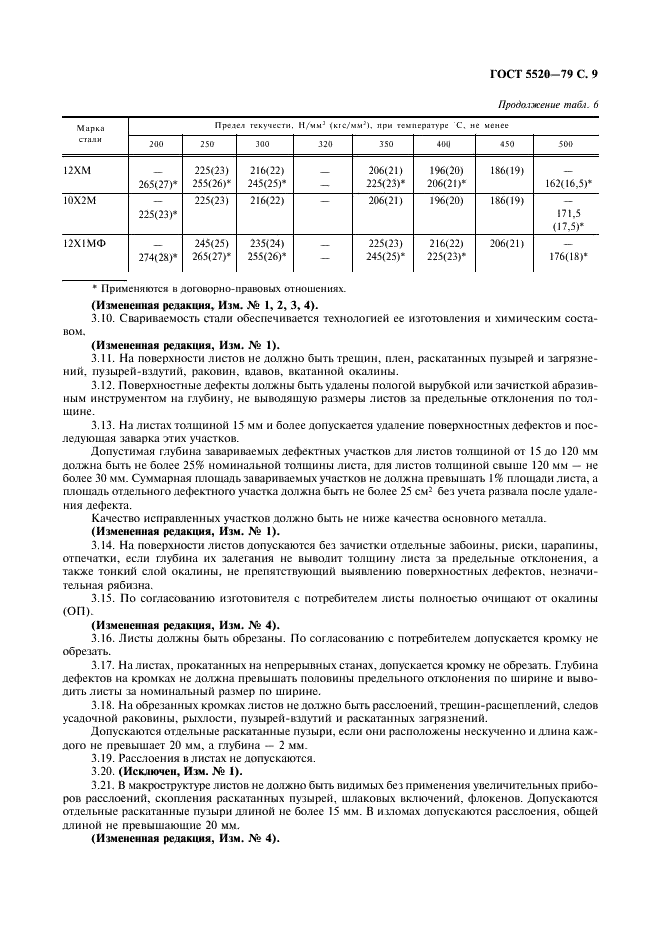 ГОСТ 5520—79 С. 9
Продолжение табл. 6
Марка стали
Предел текучести, Н/мм² (кгс/мм²), при температуре °С, не менее
200 250 300 320 350 400 450 500
12ХМ — 225(23) 216(22) — 206(21) 196(20) 186(19) —
265(27)* 255(26)* 245(25)* — 225(23)* 206(21)* 162(16,5)*
10Х2М — 225(23) 216(22) — 206(21) 196(20) 186(19) —
225(23)* 171,5
(17,5)*
12Х1МФ — 245(25) 235(24) — 225(23) 216(22) 206(21) —
274(28)* 265(27)* 255(26)* — 245(25)* 225(23)* 176(18)*
* Применяются в договорно-правовых отношениях.
(Измененная редакция, Изм. № 1, 2, 3, 4).
3.10. Свариваемость стали обеспечивается технологией ее изготовления и химическим соста-
вом.
(Измененная редакция, Изм. № 1).
3.11. На поверхности листов не должно быть трещин, плен, раскатанных пузырей и загрязне-
ний, пузырей-вздутий, раковин, вдавов, вкатанной окалины.
3.12. Поверхностные дефекты должны быть удалены пологой вырубкой или зачисткой абразив-
ным инструментом на глубину, не выводящую размеры листов за предельные отклонения по тол-
щине.
3.13. На листах толщиной 15 мм и более допускается удаление поверхностных дефектов и пос-
ледующая заварка этих участков.
Допустимая глубина завариваемых дефектных участков для листов толщиной от 15 до 120 мм
должна быть не более 25% номинальной толщины листа, для листов толщиной свыше 120 мм — не
более 30 мм. Суммарная площадь завариваемых участков не должна превышать 1% площади листа, а
площадь отдельного дефектного участка должна быть не более 25 см² без учета развала после удале-
ния дефекта.
Качество исправленных участков должно быть не ниже качества основного металла.
(Измененная редакция, Изм. № 1).
3.14. На поверхности листов допускаются без зачистки отдельные забоины, риски, царапины,
отпечатки, если глубина их залегания не выводит толщину листа за предельные отклонения, а
также тонкий слой окалины, не препятствующий выявлению поверхностных дефектов, незначи-
тельная рябизна.
3.15. По согласованию изготовителя с потребителем листы полностью очищают от окалины
(ОП).
(Измененная редакция, Изм. № 4).
3.16. Листы должны быть обрезаны. По согласованию с потребителем допускается кромку не
обрезать.
3.17. На листах, прокатанных на непрерывных станах, допускается кромку не обрезать. Глубина
дефектов на кромках не должна превышать половины предельного отклонения по ширине и выво-
дить листы за номинальный размер по ширине.
3.18. На обрезанных кромках листов не должно быть расслоений, трещин-расщеплений, следов
усадочной раковины, рыхлости, пузырей-вздутий и раскатанных загрязнений.
Допускаются отдельные раскатанные пузыри, если они расположены нескученно и длина каж-
дого не превышает 20 мм, а глубина — 2 мм.
3.19. Расслоения в листах не допускаются.
3.20. (Исключен, Изм. № 1).
3.21. В макроструктуре листов не должно быть видимых без применения увеличительных прибо-
ров расслоений, скопления раскатанных пузырей, шлаковых включений, флокенов. Допускаются
отдельные раскатанные пузыри длиной не более 15 мм. В изломах допускаются расслоения, общей
длиной не превышающие 20 мм.
(Измененная редакция, Изм. № 4).